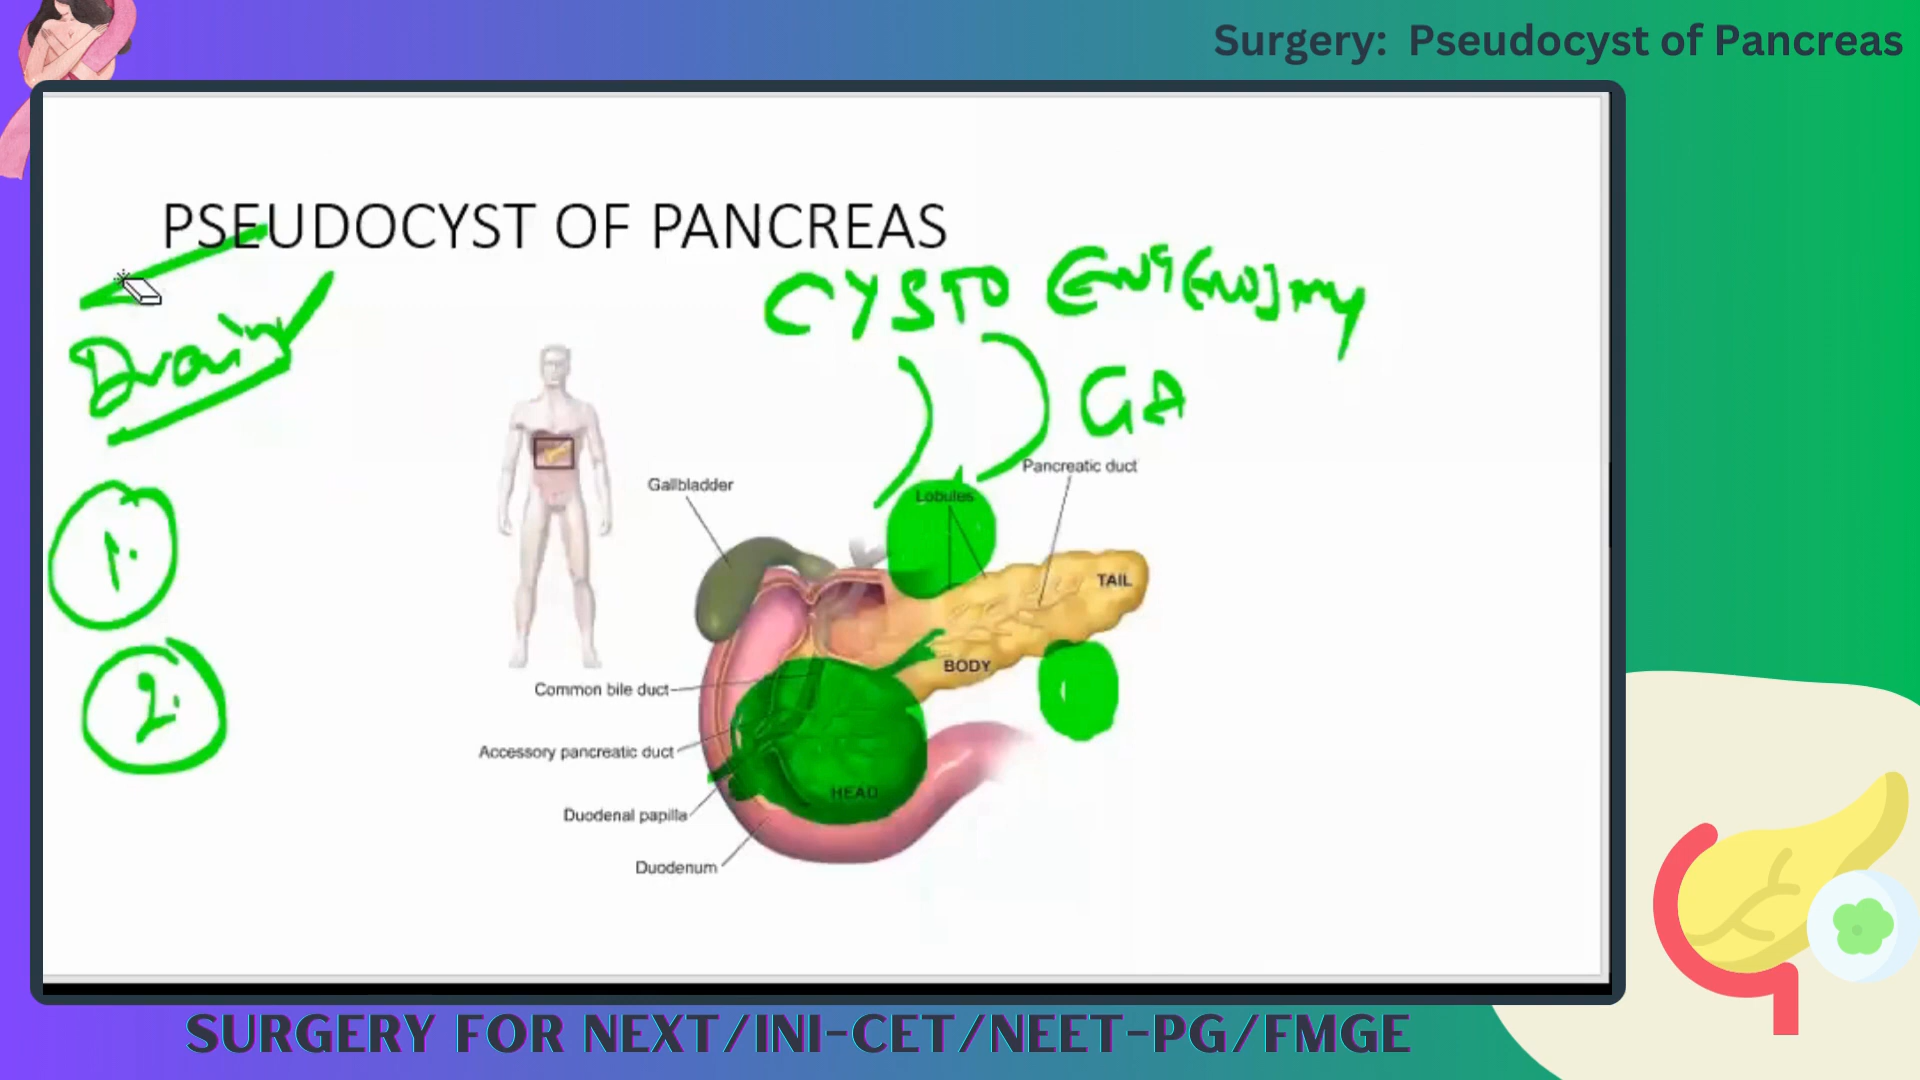 Surgery: Pseudocyst of Pancreas
PSEUDOCYST OF PANCREAS
CYSTO
Drain
GA
Pancreatic duct
Gallbladder
Lobules
1.
TAIL
BODY
2.
Common bile duct
Accessory pancreatic duct
HEAD
Duodenal papilla
Duodenum
SURGERY FOR NEXT/INI-CET/NEET-PG/FMGE